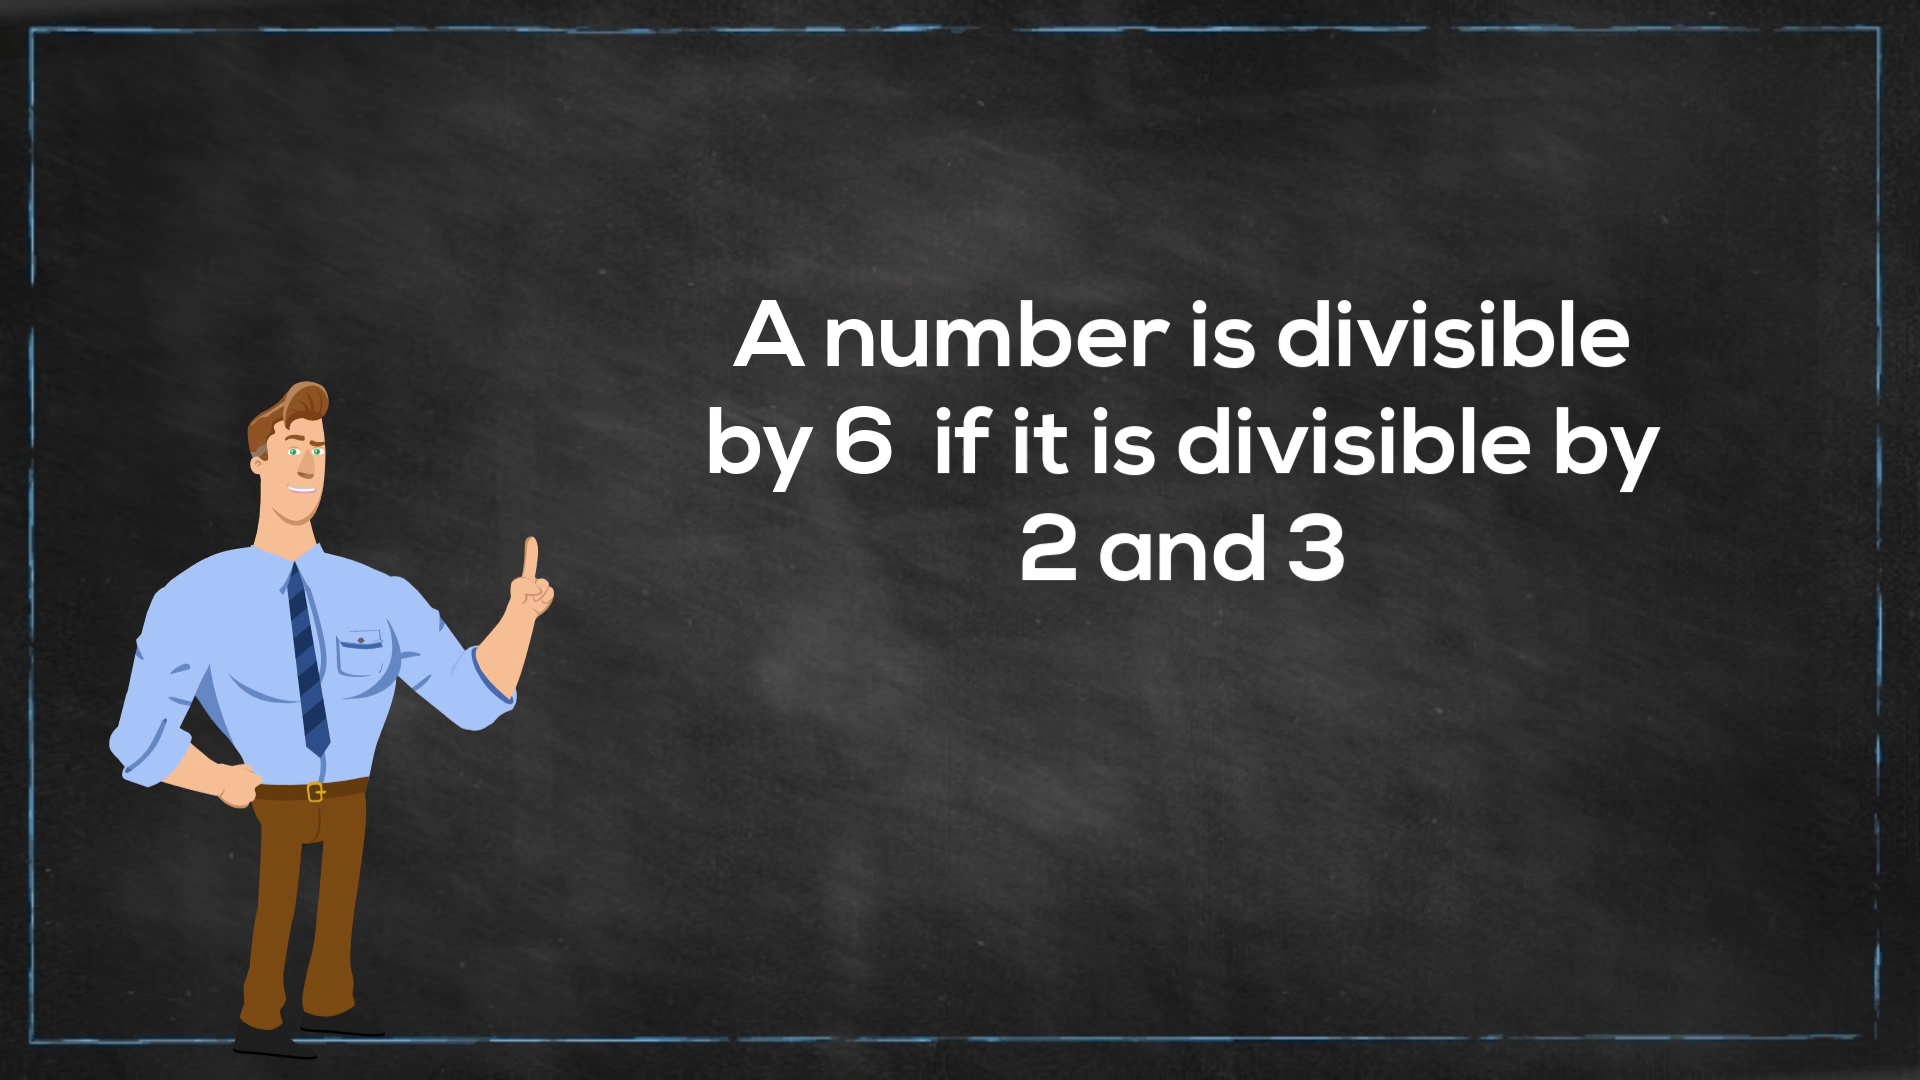 A number is divisible
by 6  if it is divisible by
2 and 3